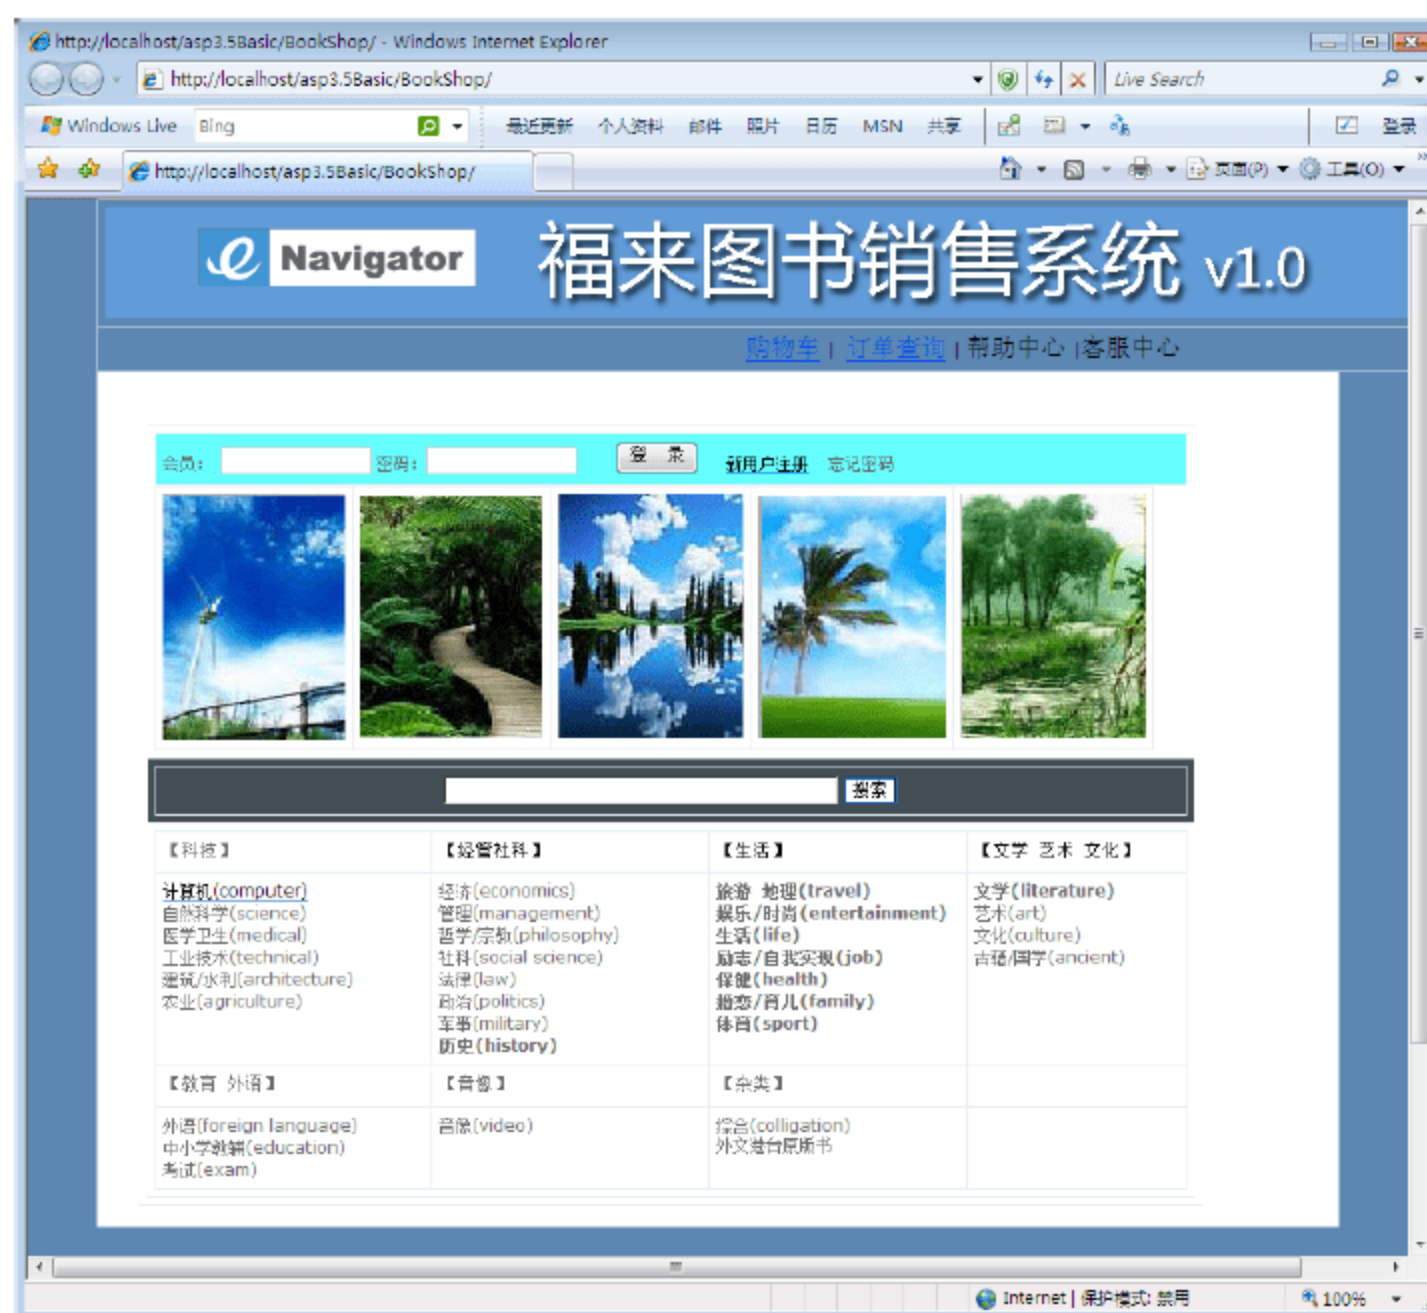 http://localhost/asp3.5Basic/BookShop/ - Windows Internet Explorer
http://localhost/asp3.5Basic/BookShop/ Live Search
Windows Live Bing 最近更新 个人资料 邮件 照片 日历 MSN 共享 登录
http://localhost/asp3.5Basic/BookShop/ 页面(P) 工具(O) »
e Navigator 福来图书销售系统 v1.0
购物车 | 订单查询 | 帮助中心 |客服中心
会员: 密码: 登 录 新用户注册 忘记密码
搜索
【科技】 【经管社科】 【生活】 【文学 艺术 文化】
计算机(computer) 经济(economics) 旅游 地理(travel) 文学(literature)
自然科学(science) 管理(management) 娱乐/时尚(entertainment) 艺术(art)
医学卫生(medical) 哲学/宗教(philosophy) 生活(life) 文化(culture)
工业技术(technical) 社科(social science) 励志/自我实现(job) 古籍/国学(ancient)
建筑/水利(architecture) 法律(law) 保健(health)
农业(agriculture) 政治(politics) 婚恋/育儿(family)
军事(military) 体育(sport)
历史(history)
【教育 外语】 【音像】 【杂类】
外语(foreign language) 音像(video) 综合(colligation)
中小学教辅(education) 外文港台原版书
考试(exam)
Internet | 保护模式: 禁用 100%